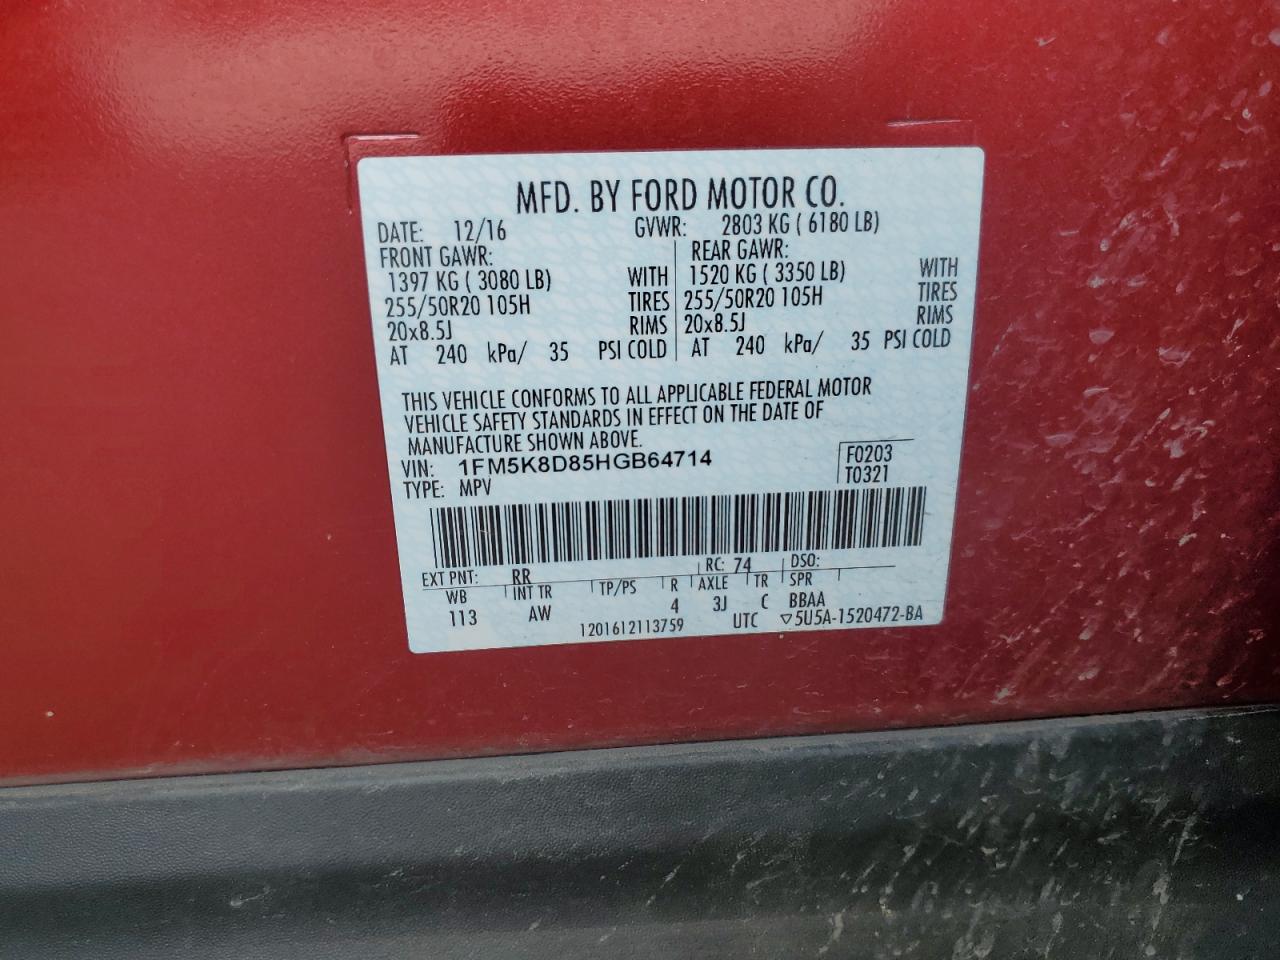 MFD. BY FORD MOTOR CO.
DATE: 12/16 GVWR: 2803 KG ( 6180 LB)
FRONT GAWR: REAR GAWR:
1397 KG ( 3080 LB) WITH 1520 KG ( 3350 LB) WITH
255/50R20 105H TIRES 255/50R20 105H TIRES
20x8.5J RIMS 20x8.5J RIMS
AT 240 kPa/ 35 PSI COLD AT 240 kPa/ 35 PSI COLD
THIS VEHICLE CONFORMS TO ALL APPLICABLE FEDERAL MOTOR
VEHICLE SAFETY STANDARDS IN EFFECT ON THE DATE OF
MANUFACTURE SHOWN ABOVE.
VIN: 1FM5K8D85HGB64714 F0203
TYPE: MPV T0321
EXT PNT: RR RC: 74 DSO:
WB INT TR TP/PS R AXLE TR SPR
113 AW 4 3J C BBAA
1201612113759 UTC ▽5U5A-1520472-BA